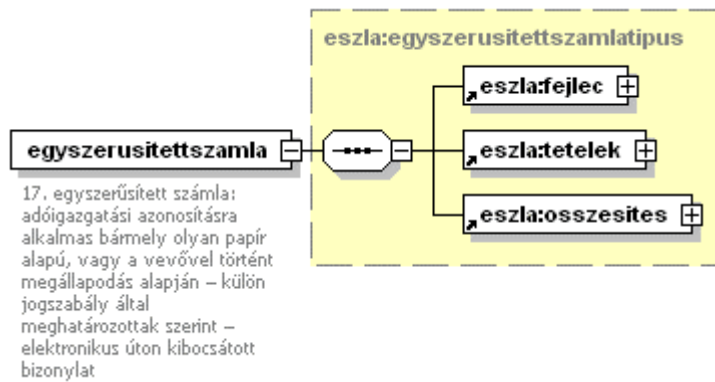 eszla:egyszerusitettszamlatipus
eszla:fejlec
egyszerusitettszamla
eszla:tetelek
eszla:osszesites
17. egyszerűsített számla:
adóigazgatási azonosításra
alkalmas bármely olyan papír
alapú, vagy a vevővel történt
megállapodás alapján – külön
jogszabály által
meghatározottak szerint –
elektronikus úton kibocsátott
bizonylat